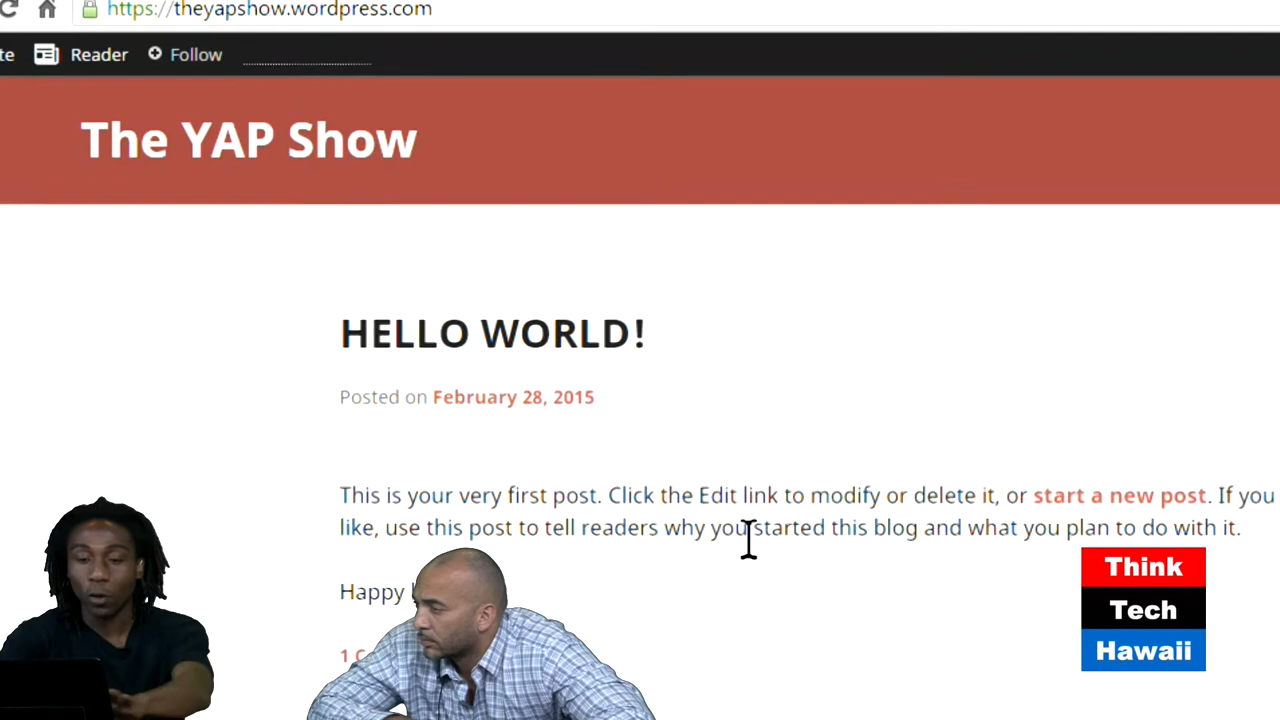 https://theyapshow.wordpress.com
te Reader Follow
The YAP Show
HELLO WORLD!
Posted on February 28, 2015
This is your very first post. Click the Edit link to modify or delete it, or start a new post. If you
like, use this post to tell readers why you started this blog and what you plan to do with it.
Happy
1 C
Think
Tech
Hawaii